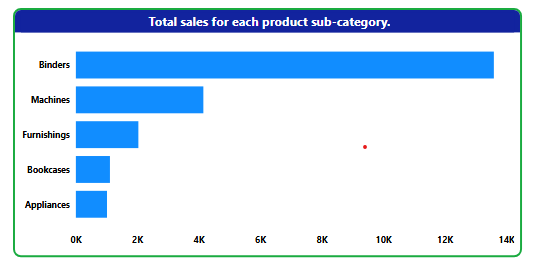 Total sales for each product sub-category.
Binders
Machines
Furnishings
Bookcases
Appliances
0K 2K 4K 6K 8K 10K 12K 14K